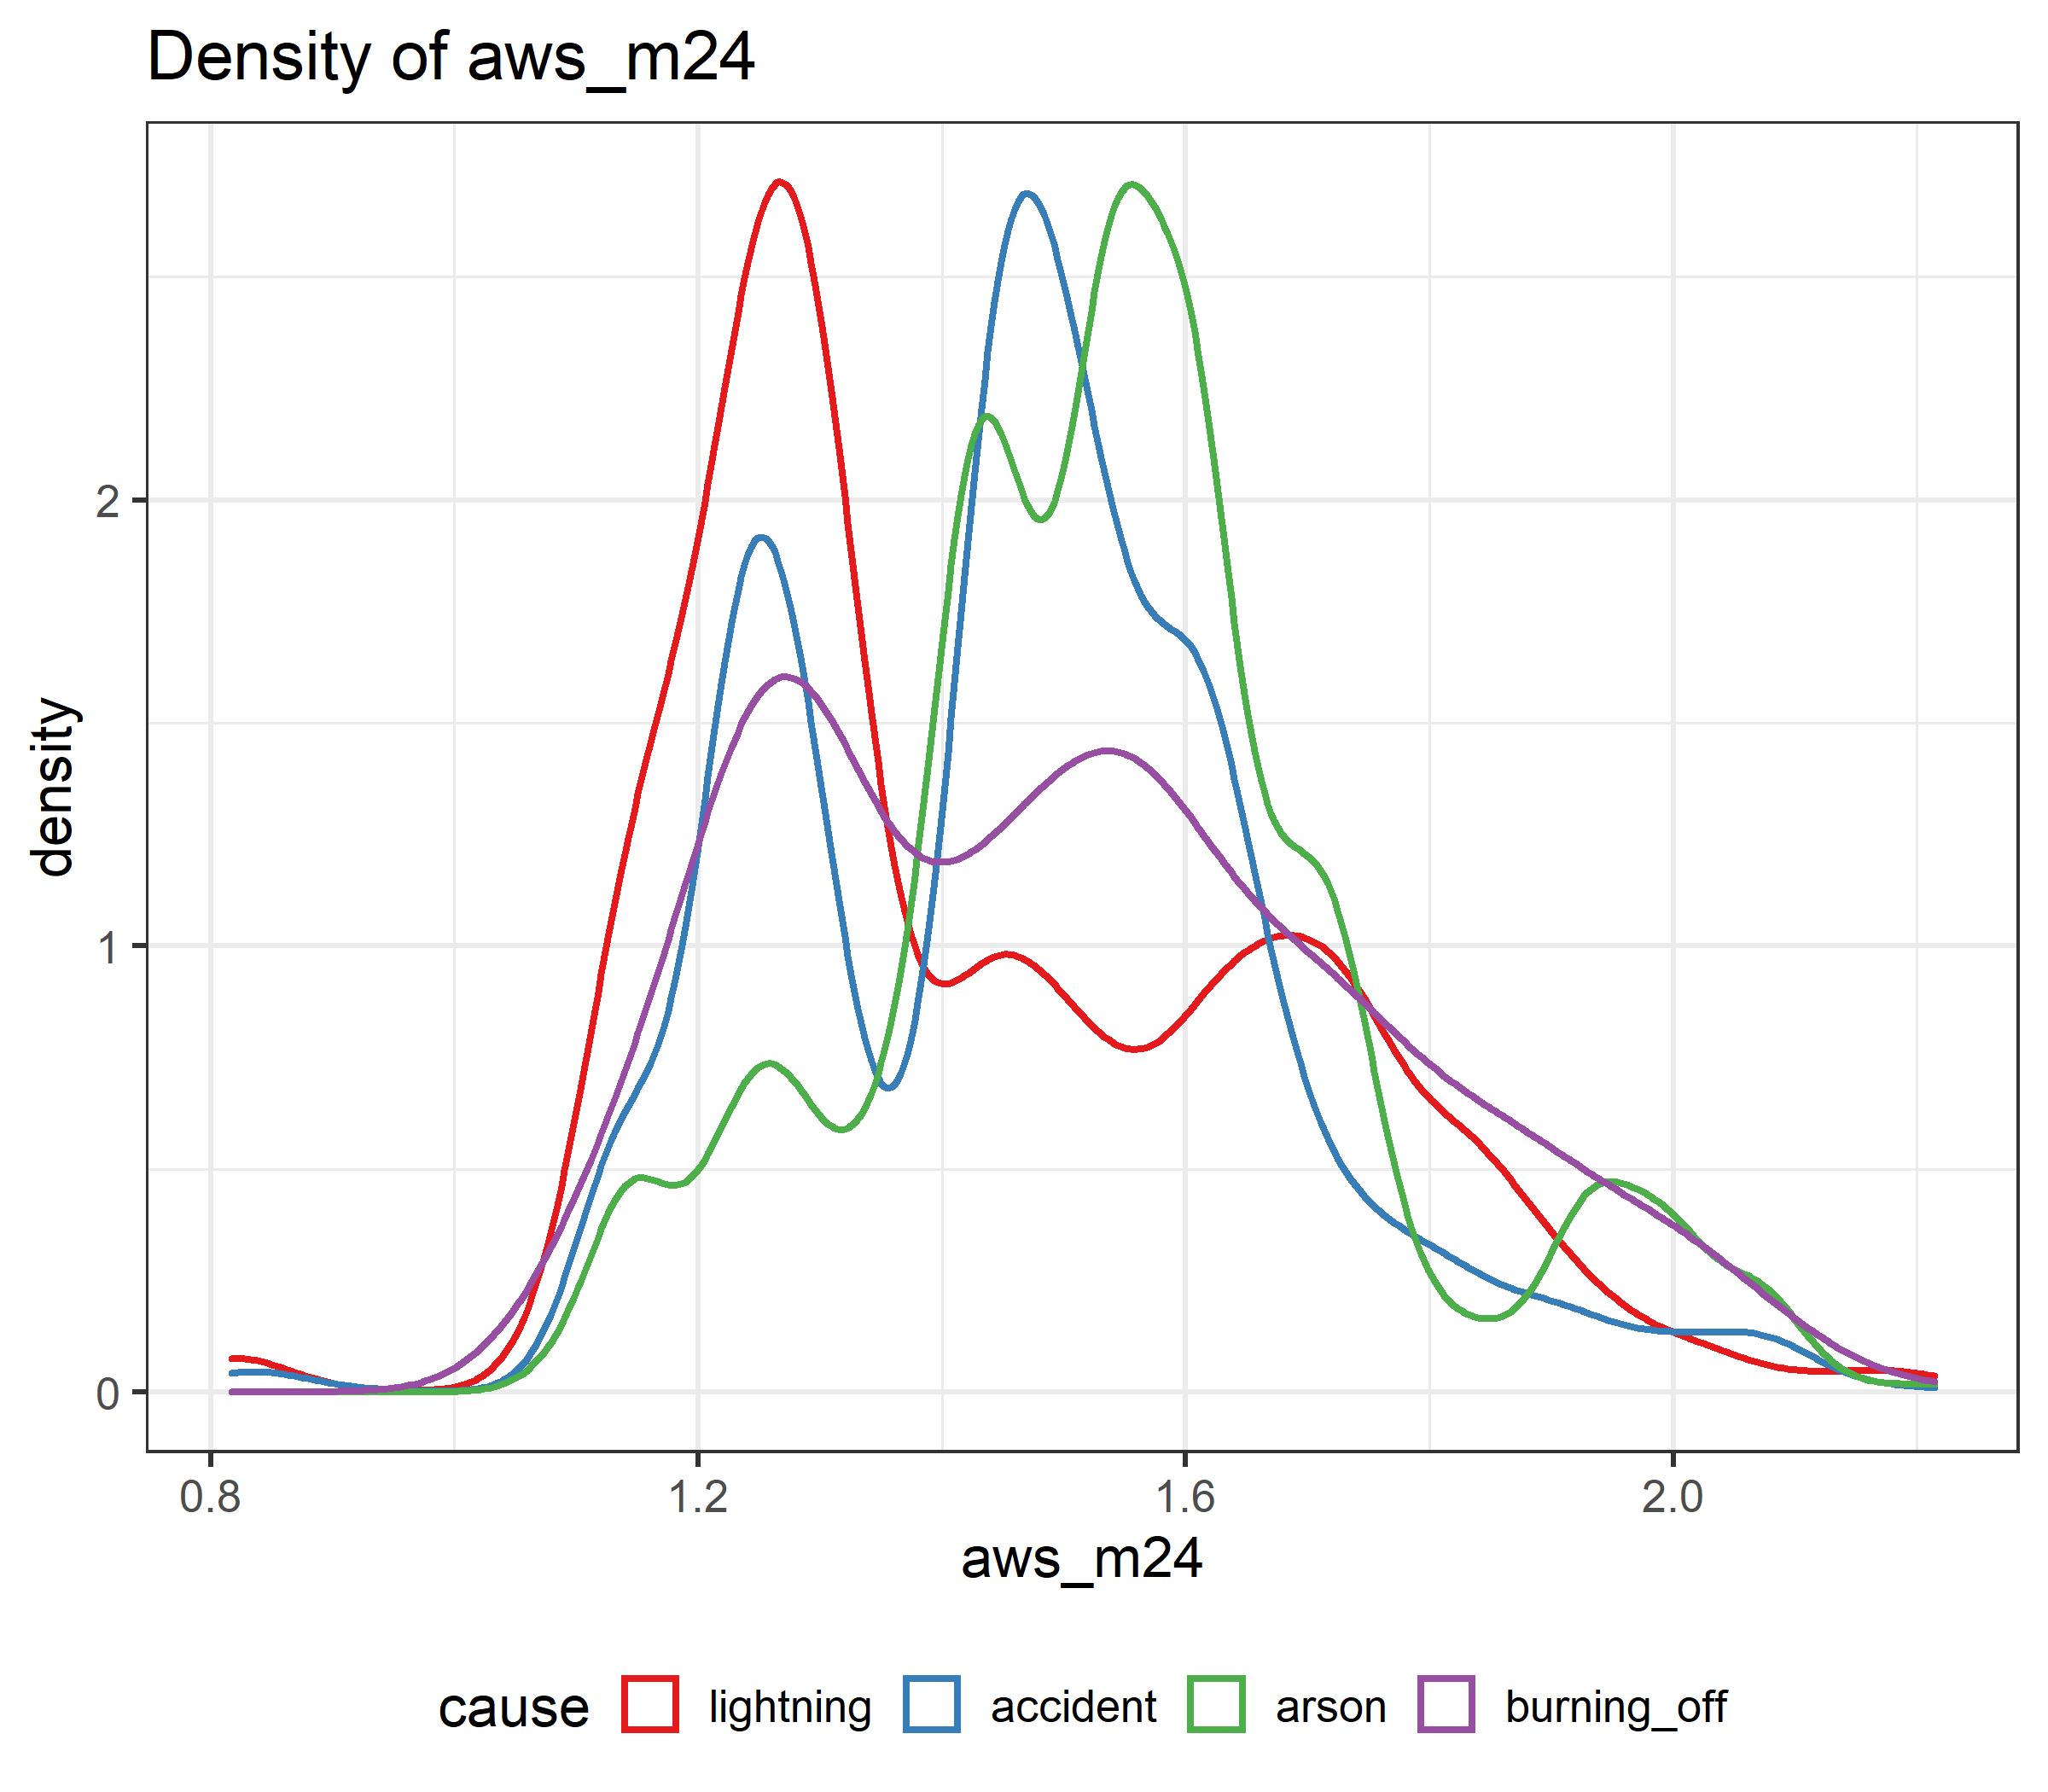 Density of aws_m24
density
2
1
0
0.8 1.2 1.6 2.0
aws_m24
cause lightning accident arson burning_off